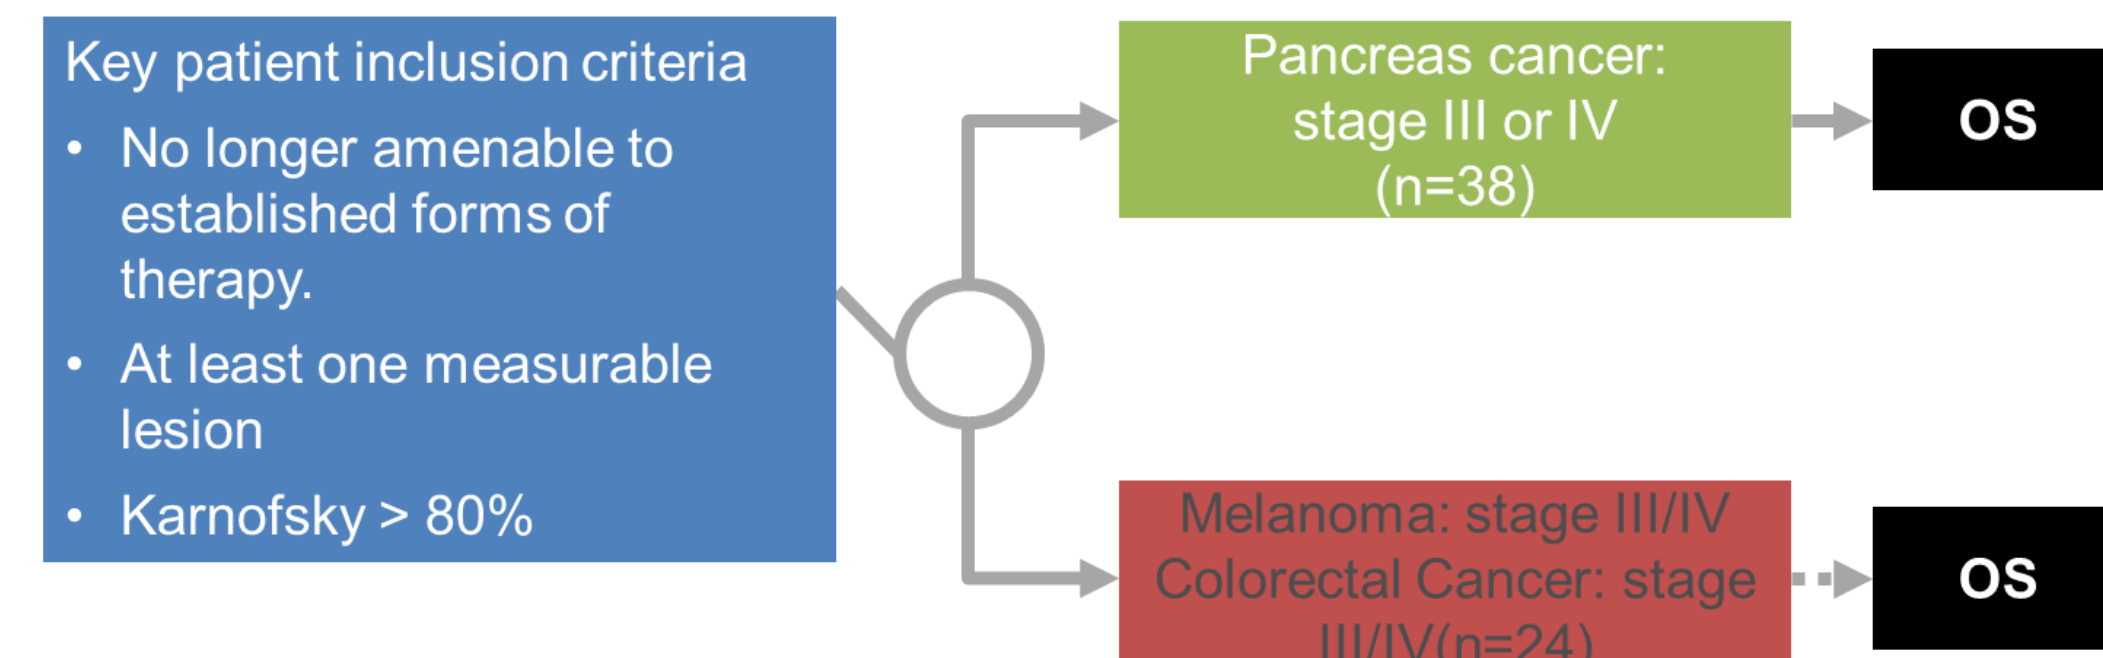 Key patient inclusion criteria
• No longer amenable to
established forms of
therapy.
• At least one measurable
lesion
• Karnofsky > 80%
Pancreas cancer:
stage III or IV
(n=38)
OS
Melanoma: stage III/IV
Colorectal Cancer: stage
III/IV(n=24)
OS